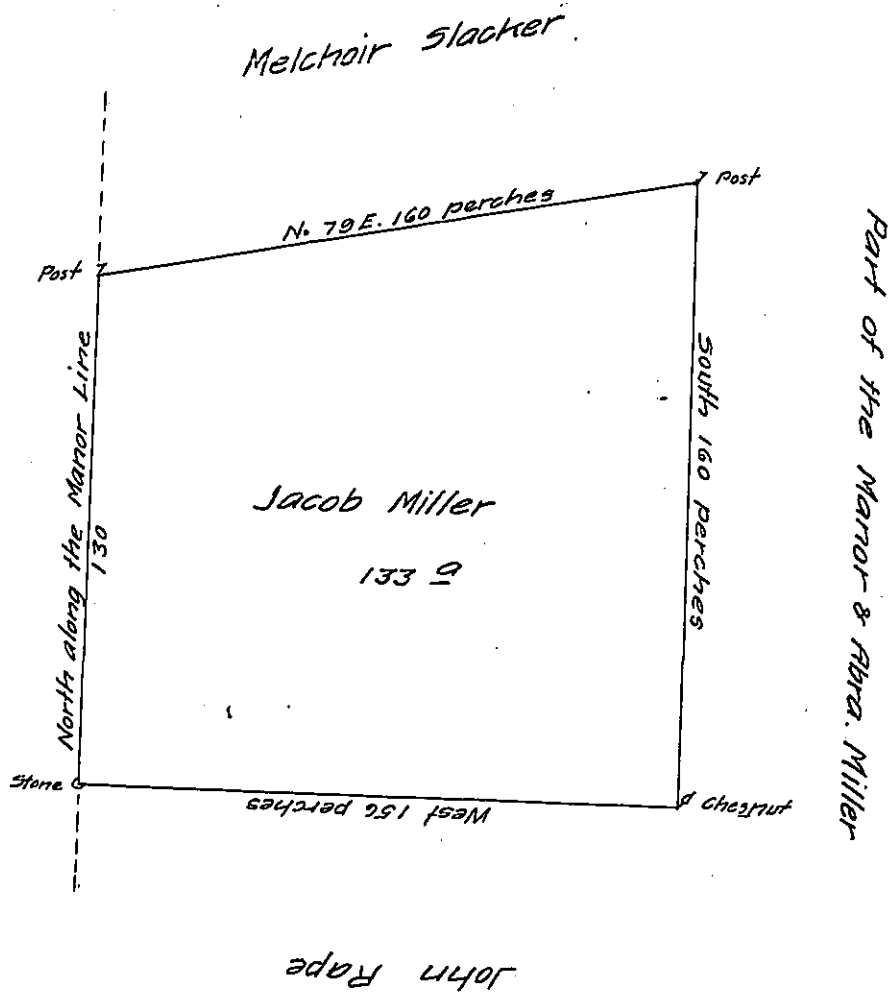 Melchoir Slacker
Post
N. 79 E. 160 perches
Post
North along the Manor Line
130
South 160 perches
Part of the Manor & Abra. Miller
Jacob Miller
133 a
Stone
West 156 perches
Chestnut
John Rape